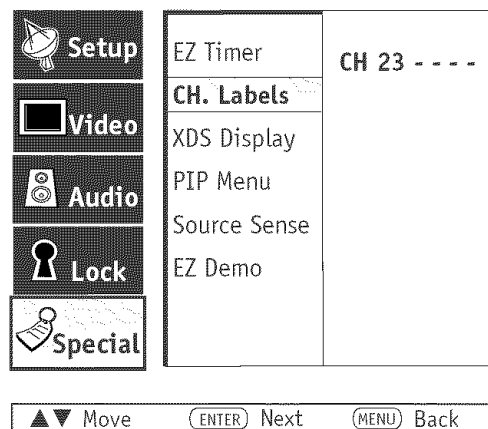 Setup
Video
Audio
Lock
Special
EZ Timer
CH. Labels
XDS Display
PIP Menu
Source Sense
EZ Demo
CH 23 - - - -
▲▼ Move ENTER Next MENU Back